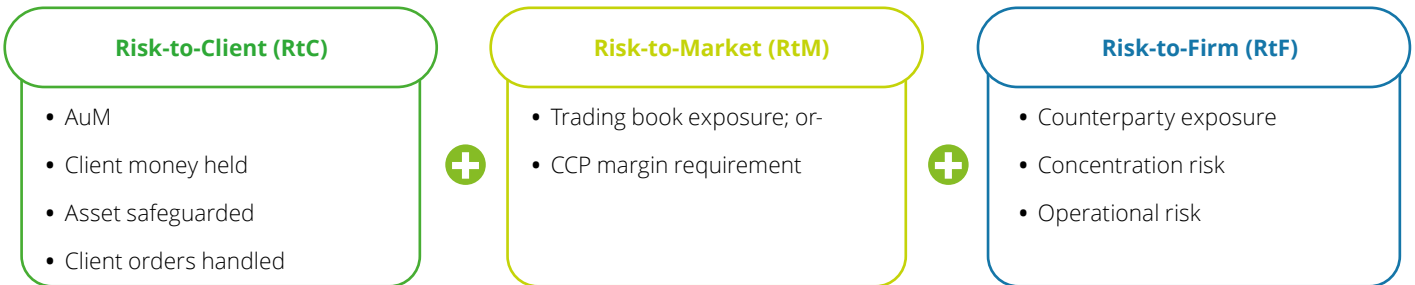 Risk-to-Client (RtC)
• AuM
• Client money held
• Asset safeguarded
• Client orders handled
Risk-to-Market (RtM)
• Trading book exposure; or-
• CCP margin requirement
Risk-to-Firm (RtF)
• Counterparty exposure
• Concentration risk
• Operational risk